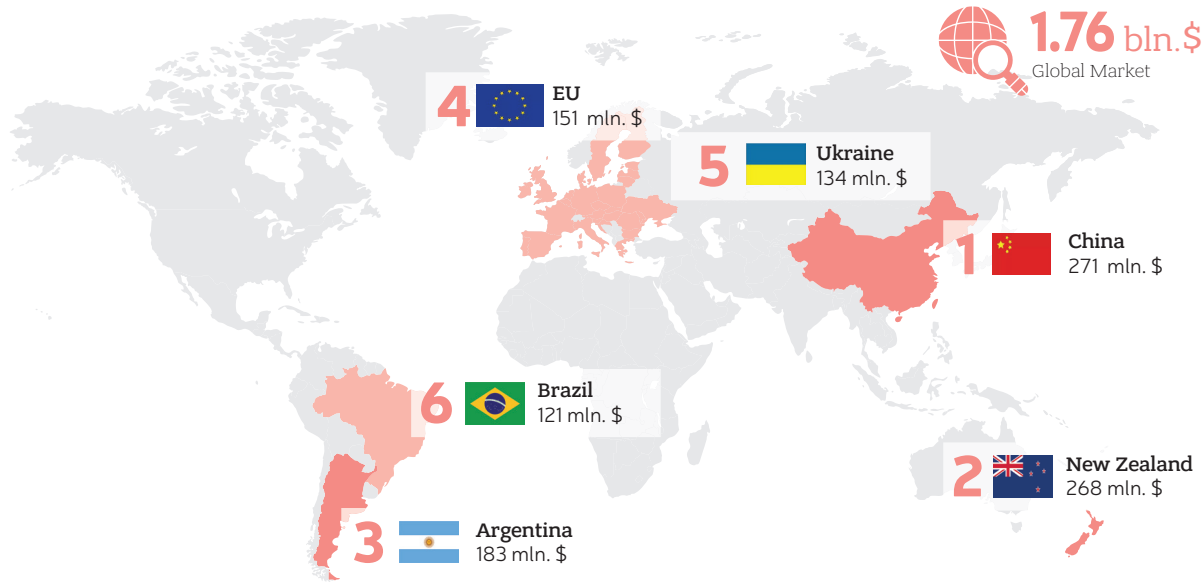 1.76 bln.$
Global Market
4
EU
151 mln. $
5
Ukraine
134 mln. $
1
China
271 mln. $
6
Brazil
121 mln. $
2
New Zealand
268 mln. $
3
Argentina
183 mln. $